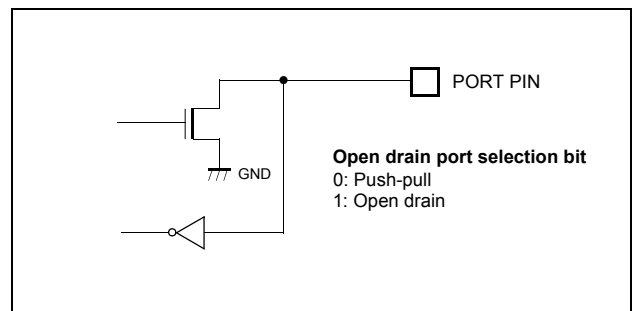 PORT PIN
GND
Open drain port selection bit
0: Push-pull
1: Open drain